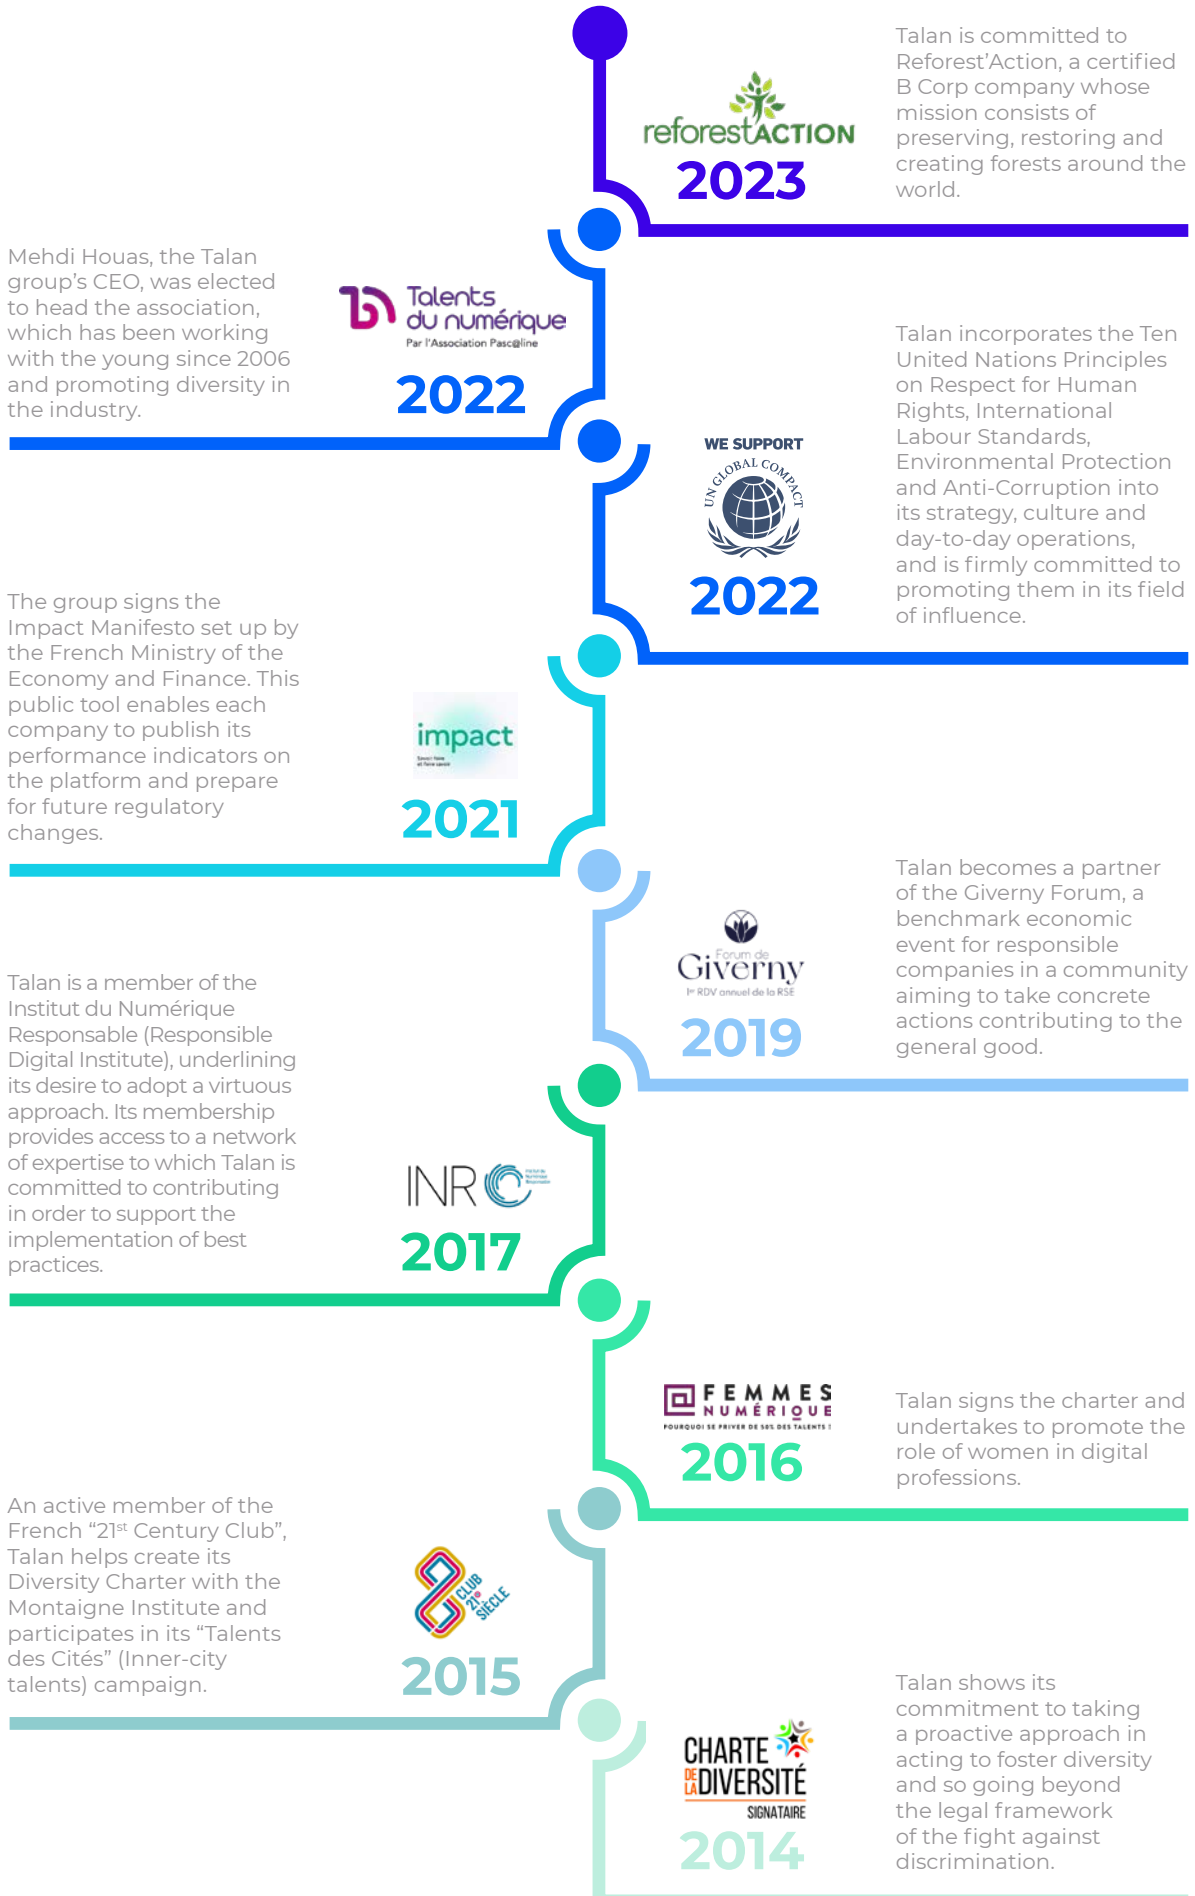 reforestACTION
2023
Talan is committed to
Reforest’Action, a certified
B Corp company whose
mission consists of
preserving, restoring and
creating forests around the
world.
Mehdi Houas, the Talan
group’s CEO, was elected
to head the association,
which has been working
with the young since 2006
and promoting diversity in
the industry.
Talents
du numérique
Par l’Association Pasc@line
2022
WE SUPPORT
UN GLOBAL COMPACT
2022
Talan incorporates the Ten
United Nations Principles
on Respect for Human
Rights, International
Labour Standards,
Environmental Protection
and Anti-Corruption into
its strategy, culture and
day-to-day operations,
and is firmly committed to
promoting them in its field
of influence.
The group signs the
Impact Manifesto set up by
the French Ministry of the
Economy and Finance. This
public tool enables each
company to publish its
performance indicators on
the platform and prepare
for future regulatory
changes.
impact
Savoir faire
et faire savoir
2021
Forum de
Giverny
1er RDV annuel de la RSE
2019
Talan becomes a partner
of the Giverny Forum, a
benchmark economic
event for responsible
companies in a community
aiming to take concrete
actions contributing to the
general good.
Talan is a member of the
Institut du Numérique
Responsable (Responsible
Digital Institute), underlining
its desire to adopt a virtuous
approach. Its membership
provides access to a network
of expertise to which Talan is
committed to contributing
in order to support the
implementation of best
practices.
INR
Institut du
Numérique
Responsable
2017
FEMMES
NUMÉRIQUE
POURQUOI SE PRIVER DE 50% DES TALENTS ?
2016
Talan signs the charter and
undertakes to promote the
role of women in digital
professions.
An active member of the
French “21st Century Club”,
Talan helps create its
Diversity Charter with the
Montaigne Institute and
participates in its “Talents
des Cités” (Inner-city
talents) campaign.
CLUB
21e
SIÈCLE
2015
CHARTE
DE LA DIVERSITÉ
SIGNATAIRE
2014
Talan shows its
commitment to taking
a proactive approach in
acting to foster diversity
and so going beyond
the legal framework
of the fight against
discrimination.